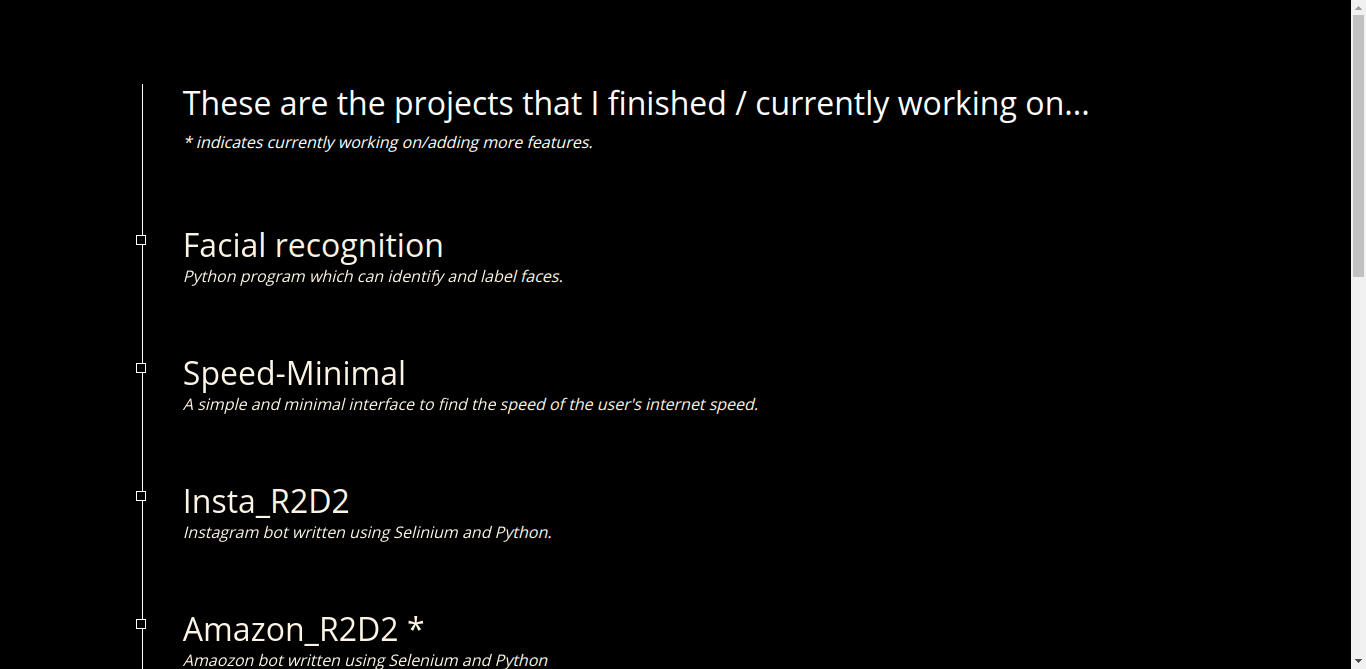 These are the projects that I finished / currently working on...
* indicates currently working on/adding more features.
Facial recognition
Python program which can identify and label faces.
Speed-Minimal
A simple and minimal interface to find the speed of the user's internet speed.
Insta_R2D2
Instagram bot written using Selinium and Python.
Amazon_R2D2 *
Amaozon bot written using Selenium and Python